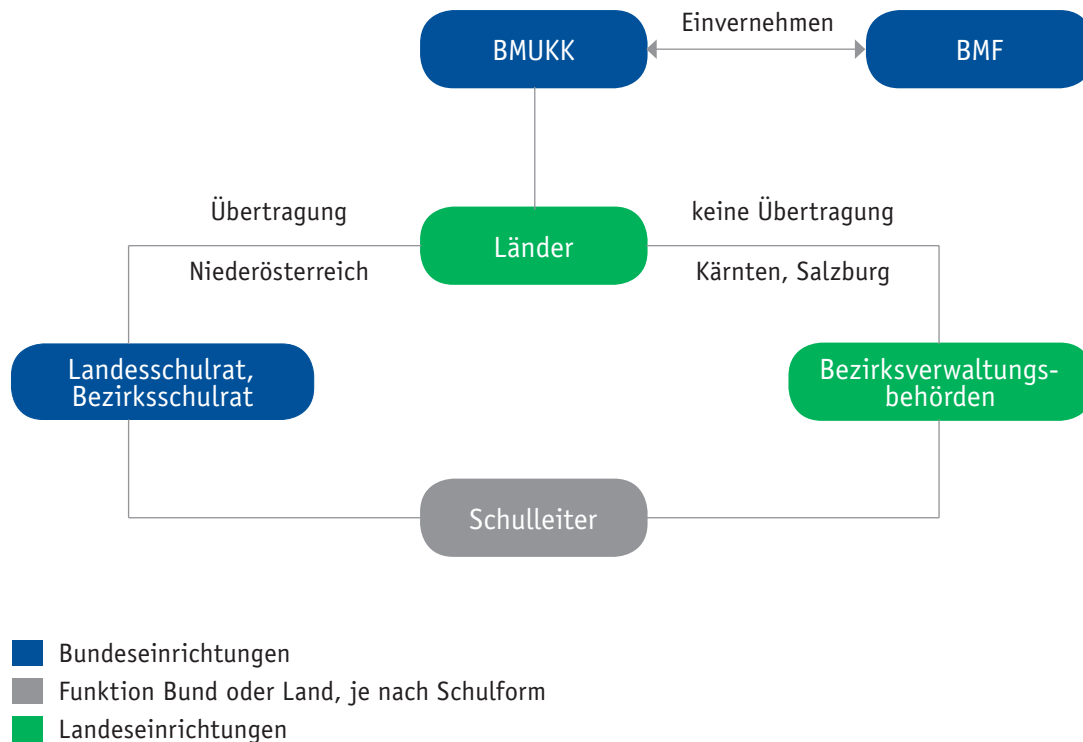 Einvernehmen
BMUKK
BMF
Übertragung
keine Übertragung
Länder
Niederösterreich
Kärnten, Salzburg
Landesschulrat,
Bezirksschulrat
Bezirksverwaltungs-
behörden
Schulleiter
Bundeseinrichtungen
Funktion Bund oder Land, je nach Schulform
Landeseinrichtungen